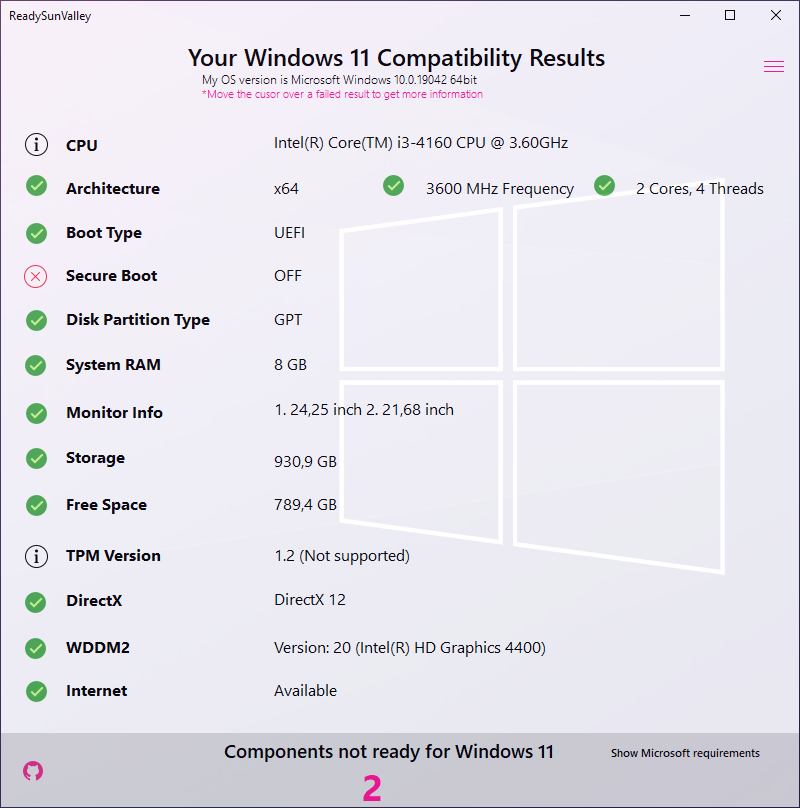 ReadySunValley
Your Windows 11 Compatibility Results
My OS version is Microsoft Windows 10.0.19042 64bit
*Move the cusor over a failed result to get more information
CPU Intel(R) Core(TM) i3-4160 CPU @ 3.60GHz
Architecture x64 3600 MHz Frequency 2 Cores, 4 Threads
Boot Type UEFI
Secure Boot OFF
Disk Partition Type GPT
System RAM 8 GB
Monitor Info 1. 24,25 inch 2. 21,68 inch
Storage 930,9 GB
Free Space 789,4 GB
TPM Version 1.2 (Not supported)
DirectX DirectX 12
WDDM2 Version: 20 (Intel(R) HD Graphics 4400)
Internet Available
Components not ready for Windows 11 Show Microsoft requirements
2